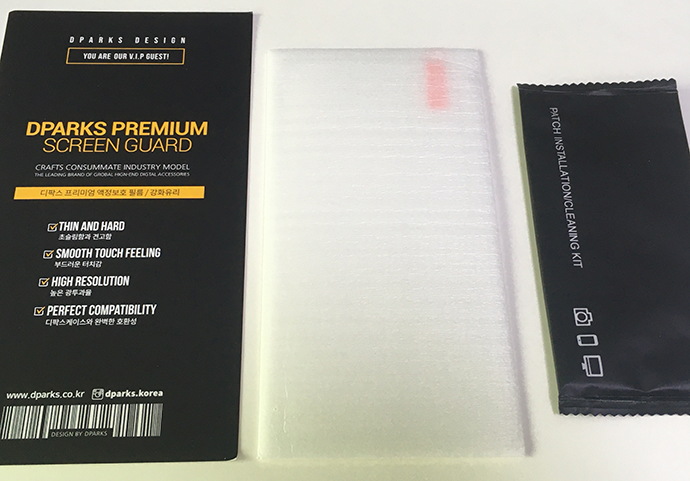 DPARKS DESIGN
YOU ARE OUR V.I.P GUEST!
DPARKS PREMIUM
SCREEN GUARD
CRAFTS CONSUMMATE INDUSTRY MODEL
THE LEADING BRAND OF GROBAL HIGH-END DIGITAL ACCESSORIES
디팍스 프리미엄 액정보호 필름 / 강화유리
THIN AND HARD
초슬림함과 견고함
SMOOTH TOUCH FEELING
부드러운 터치감
HIGH RESOLUTION
높은 광투과율
PERFECT COMPATIBILITY
디팍스케이스와 완벽한 호환성
www.dparks.co.kr dparks.korea
DESIGN BY DPARKS
PATCH INSTALLATION/CLEANING KIT